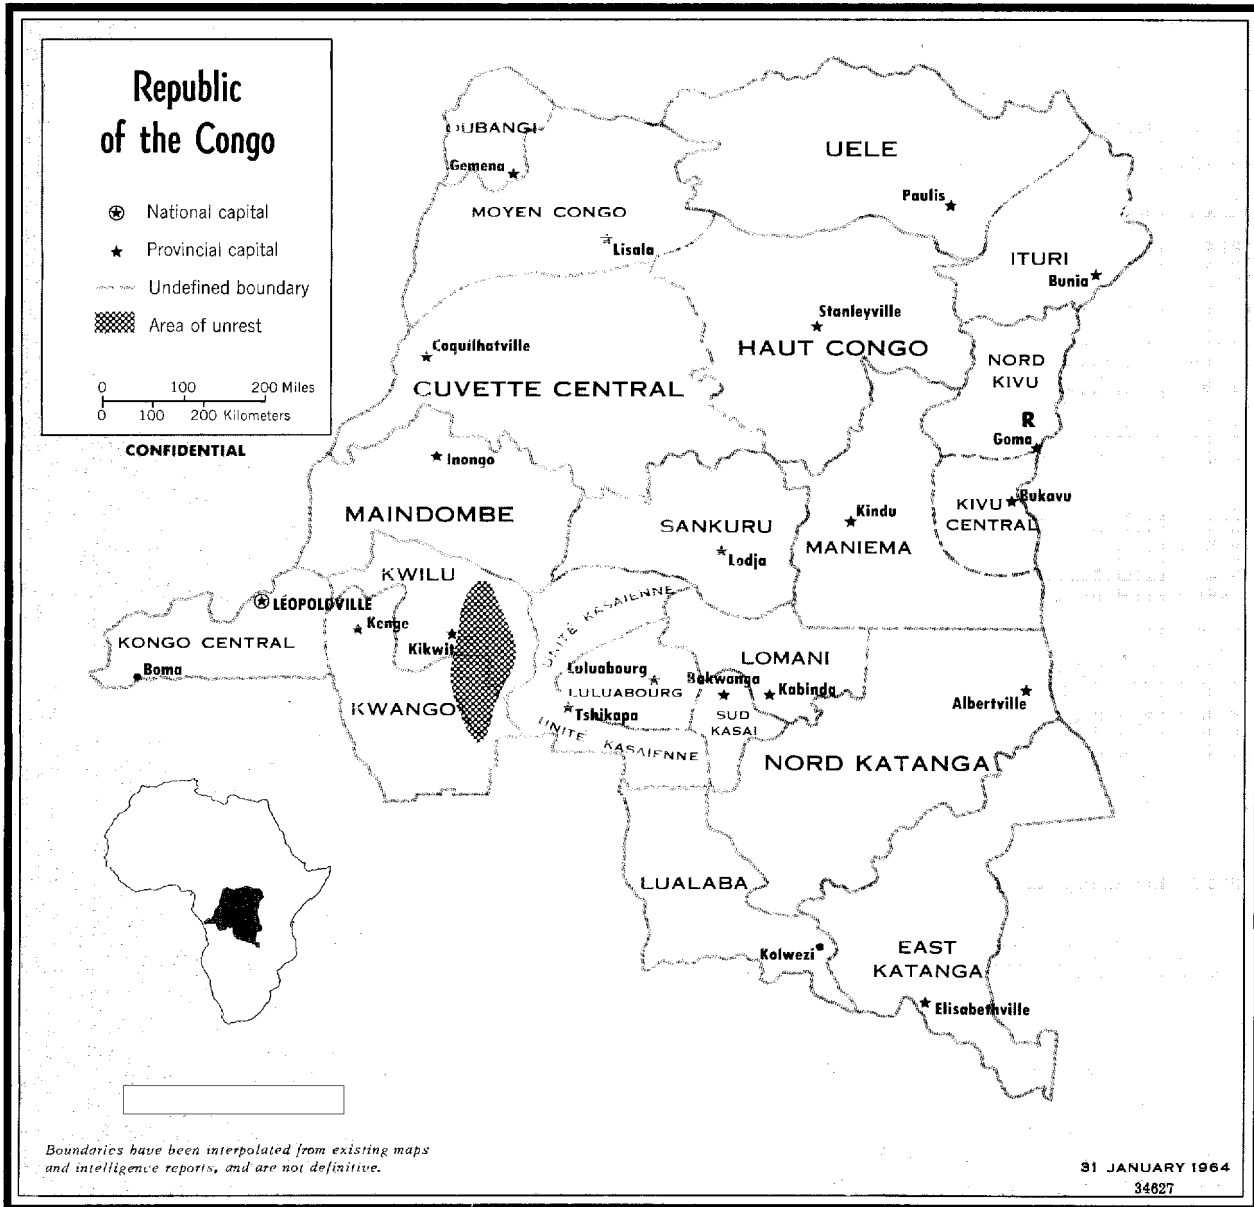 Republic
of the Congo
National capital
Provincial capital
Undefined boundary
Area of unrest
0 100 200 Miles
0 100 200 Kilometers
CONFIDENTIAL
OUBANGI
Gemena
MOYEN CONGO
Lisala
UELE
Paulis
ITURI
Bunia
Stanleyville
HAUT CONGO
Coquilhatville
CUVETTE CENTRAL
NORD
KIVU
R
Goma
Inongo
MAINDOMBE
SANKURU
Lodja
Kindu
MANIEMA
Bukavu
KIVU
CENTRAL
KWILU
LÉOPOLDVILLE
Kenge
Kikwit
KONGO CENTRAL
Boma
KWANGO
UNITÉ KASAIENNE
Luluabourg
LULUABOURG
Tshikapa
UNITÉ KASAIENNE
LOMANI
Bakwanga
Kabinda
SUD
KASAI
Albertville
NORD KATANGA
LUALABA
Kolwezi
EAST
KATANGA
Elisabethville
Boundaries have been interpolated from existing maps
and intelligence reports, and are not definitive.
31 JANUARY 1964
34627